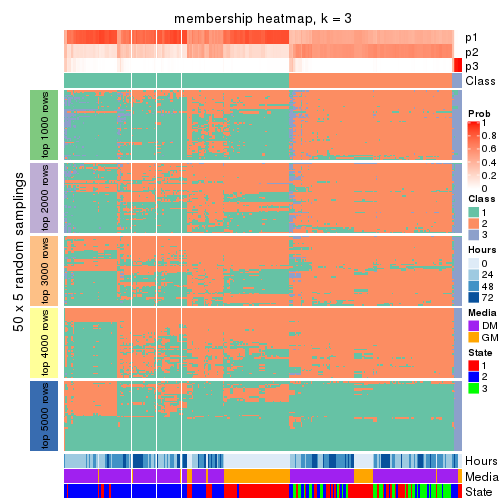 membership heatmap, k = 3
p1
p2
p3
Class
50 x 5 random samplings
top 1000 rows
top 2000 rows
top 3000 rows
top 4000 rows
top 5000 rows
Prob
1
0.8
0.6
0.4
0.2
0
Class
1
2
3
Hours
0
24
48
72
Media
DM
GM
State
1
2
3
Hours
Media
State